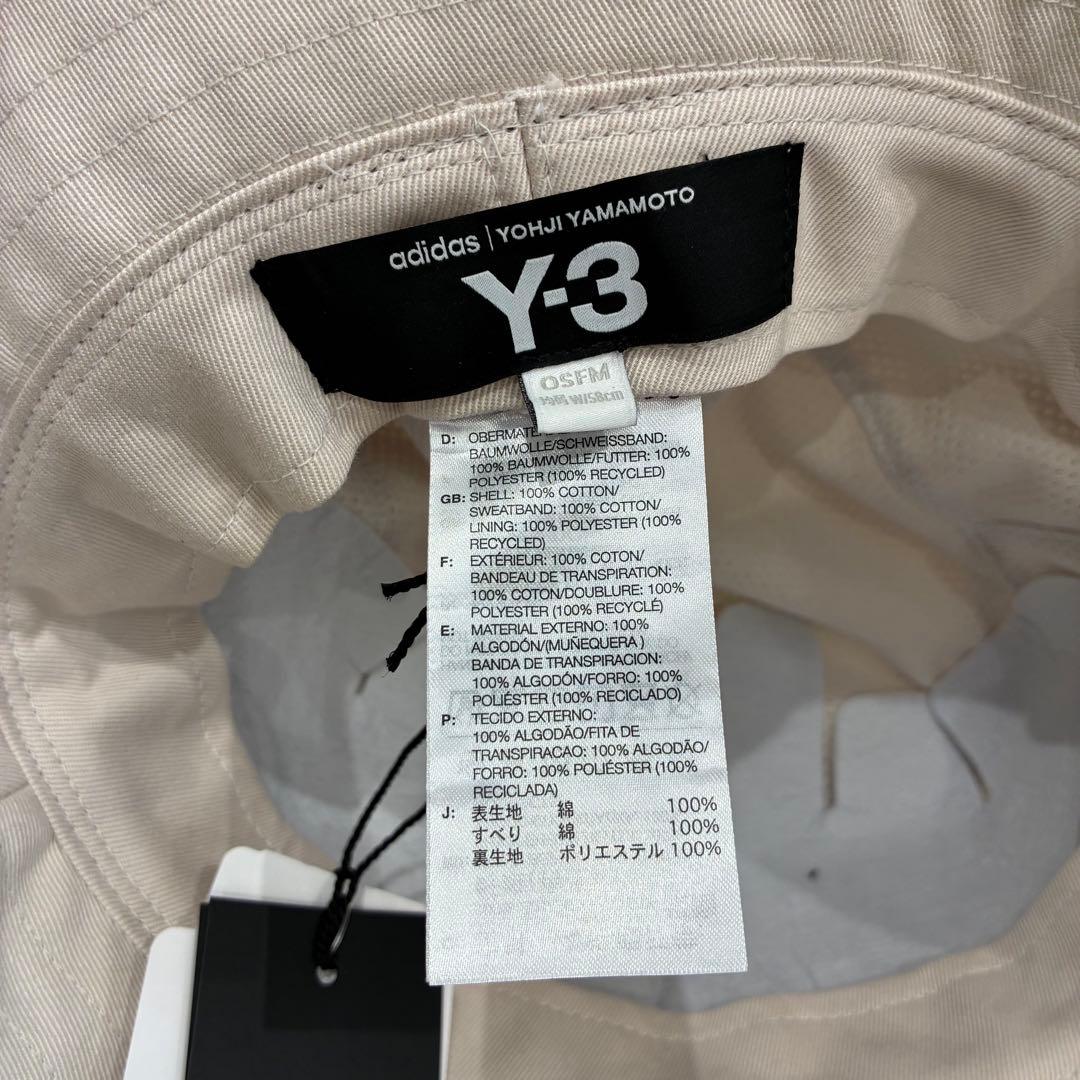 adidas | YOHJI YAMAMOTO
Y-3
OSFM
W/58cm
D:
BAUMWOLLE/SCHWEISSBAND:
100% BAUMWOLLE/FUTTER: 100%
POLYESTER (100% RECYCLED)
GB: SHELL: 100% COTTON/
SWEATBAND: 100% COTTON/
LINING: 100% POLYESTER (100%
RECYCLED)
F: EXTÉRIEUR: 100% COTON/
BANDEAU DE TRANSPIRATION:
100% COTON/DOUBLURE: 100%
POLYESTER (100% RECYCLÉ)
E: MATERIAL EXTERNO: 100%
ALGODÓN/(MUÑEQUERA )
BANDA DE TRANSPIRACION:
100% ALGODÓN/FORRO: 100%
POLIÉSTER (100% RECICLADO)
P: TECIDO EXTERNO:
100% ALGODÃO/FITA DE
TRANSPIRACAO: 100% ALGODÃO/
FORRO: 100% POLIÉSTER (100%
RECICLADA)
J: 表生地 綿 100%
すべり 綿 100%
裏生地 ポリエステル 100%